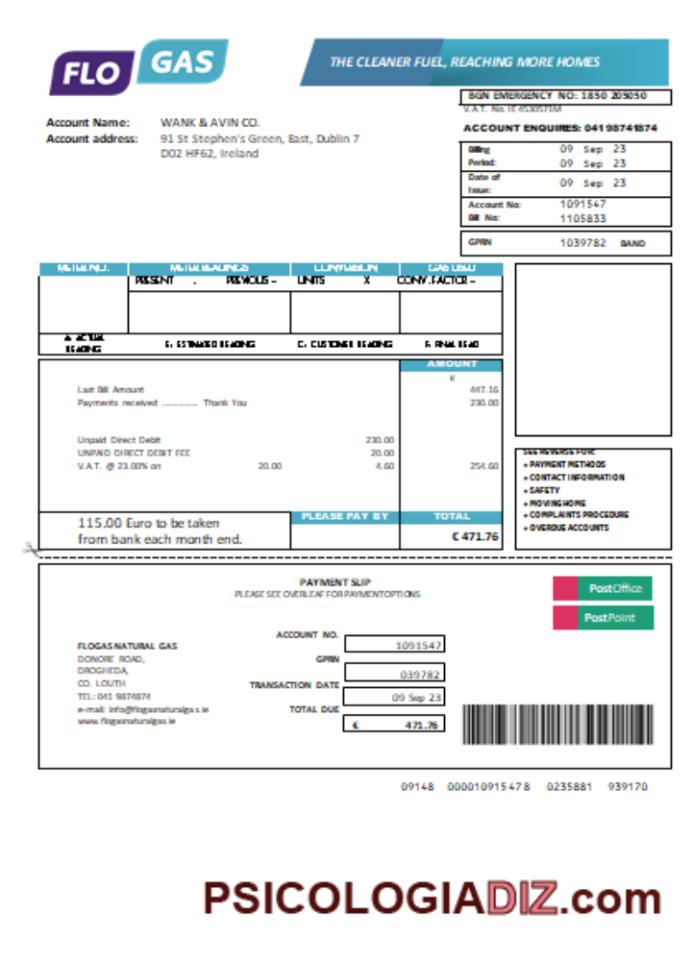 FLO GAS
THE CLEANER FUEL, REACHING MORE HOMES
BGN EMERGENCY NO: 1850 205050
V.A.T. No. IE 4530571M
ACCOUNT ENQUIRES: 041 98741874
Account Name: WANK & AVIN CO.
Account address: 91 St Stephen's Green, East, Dublin 7
D02 HF62, Ireland
Billing 09 Sep 23
Period: 09 Sep 23
Date of
Issue: 09 Sep 23
Account No: 1091547
Bill No: 1105833
GPRN 1039782 BAND
METER NO. METER READINGS CONVERSION GAS USED
PRESENT . PREVIOUS – UNITS X CONV.FACTOR –
A: ACTUAL
READING E: ESTIMATED READING C: CUSTOMER READING F: FINAL READ
AMOUNT
€
Last Bill Amount 447.16
Payments received .............. Thank You 230.00
Unpaid Direct Debit 230.00
UNPAID DIRECT DEBIT FEE 20.00
V.A.T. @ 23.00% on 20.00 4.60 254.60
SEE REVERSE FOR:
+ PAYMENT METHODS
+ CONTACT INFORMATION
+ SAFETY
+ MOVING HOME
+ COMPLAINTS PROCEDURE
+ OVERDUE ACCOUNTS
PLEASE PAY BY TOTAL
115.00 Euro to be taken
from bank each month end.
€ 471.76
PAYMENT SLIP
PLEASE SEE OVERLEAF FOR PAYMENT OPTIONS
PostOffice
PostPoint
FLOGAS NATURAL GAS
DONORE ROAD,
DROGHEDA,
CO. LOUTH
TEL: 041 9874874
e-mail: info@flogasnaturalgas.ie
www.flogasnaturalgas.ie
ACCOUNT NO. 1091547
GPRN 039782
TRANSACTION DATE 09 Sep 23
TOTAL DUE € 471.76
09148 000010915478 0235881 939170
PSICOLOGIADIZ.com